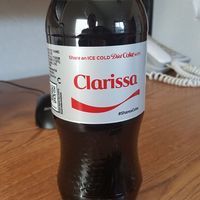 Share an ICE COLD Diet Coke with
Clarissa
#ShareaCoke